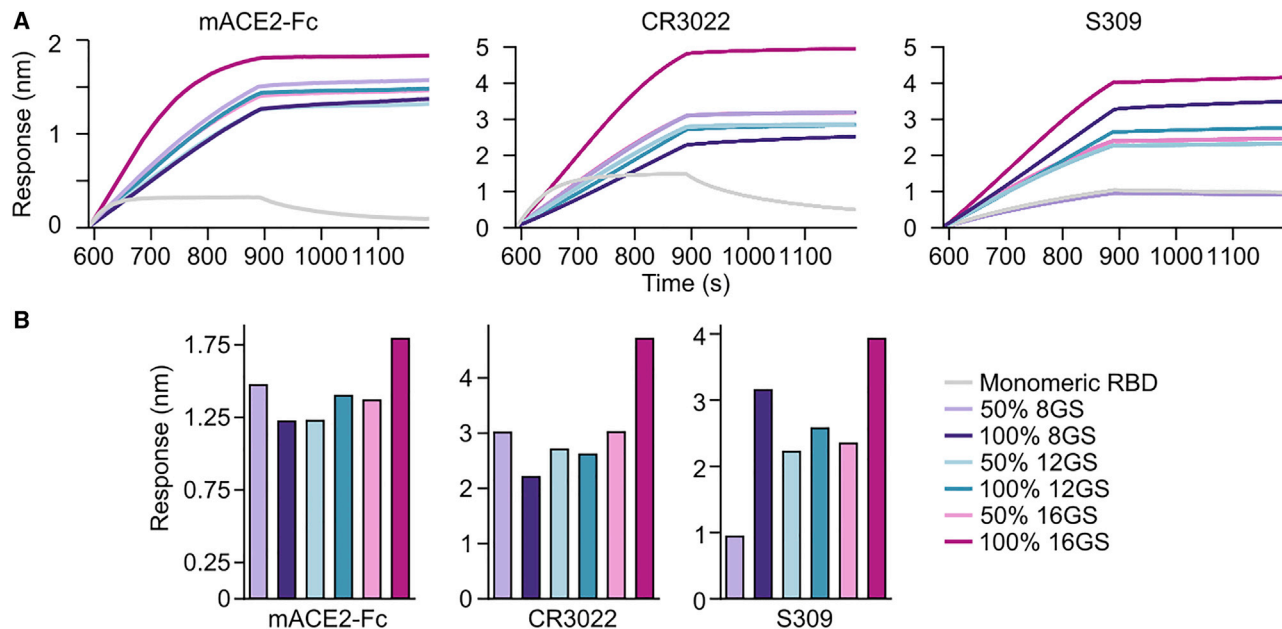 A
mACE2-Fc
CR3022
S309
Response (nm)
2
1
0
600 700 800 900 1000 1100
5
4
3
2
1
0
600 700 800 900 1000 1100
5
4
3
2
1
0
600 700 800 900 1000 1100
Time (s)
B
Response (nm)
1.75
1.25
0.75
0.25
0
mACE2-Fc
4
3
2
1
0
CR3022
4
3
2
1
0
S309
Monomeric RBD
50% 8GS
100% 8GS
50% 12GS
100% 12GS
50% 16GS
100% 16GS